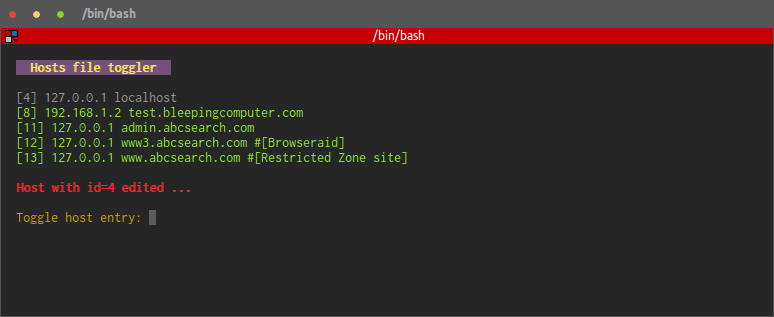 /bin/bash
/bin/bash
Hosts file toggler
[4] 127.0.0.1 localhost
[8] 192.168.1.2 test.bleepingcomputer.com
[11] 127.0.0.1 admin.abcsearch.com
[12] 127.0.0.1 www3.abcsearch.com #[Browseraid]
[13] 127.0.0.1 www.abcsearch.com #[Restricted Zone site]
Host with id=4 edited ...
Toggle host entry: